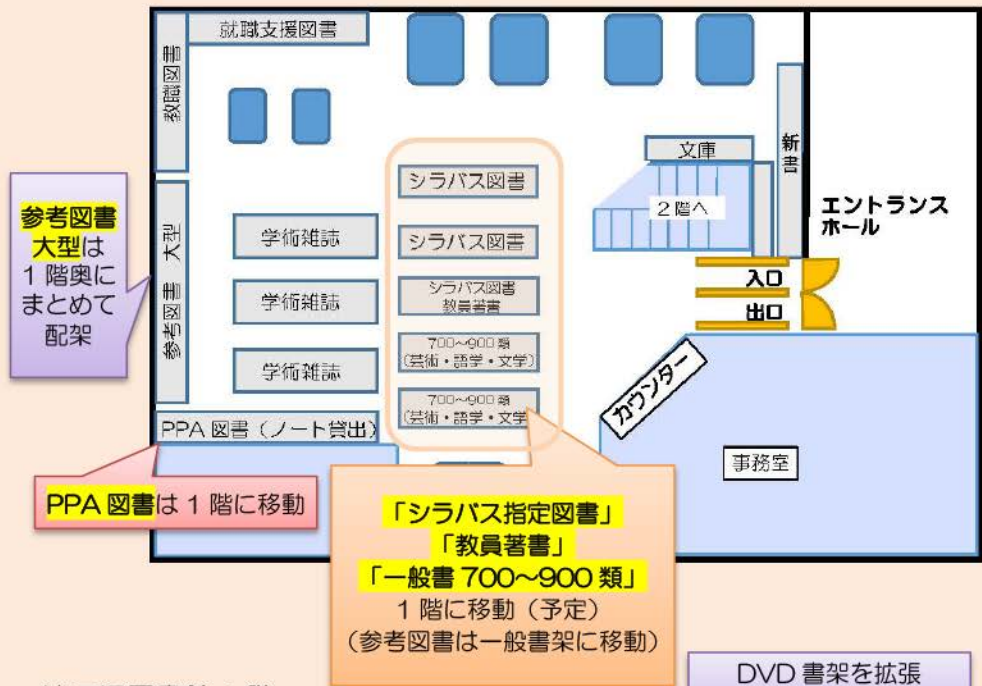 就職支援図書
教職図書
新書
文庫
2階へ
エントランス
ホール
入口
出口
シラバス図書
シラバス図書
シラバス図書
教員著書
700～900類
(芸術・語学・文学)
700～900類
(芸術・語学・文学)
学術雑誌
学術雑誌
学術雑誌
参考図書 大型
参考図書
大型は
1階奥に
まとめて
配架
PPA図書（ノート貸出）
カウンター
事務室
PPA図書は1階に移動
「シラバス指定図書」
「教員著書」
「一般書700～900類」
1階に移動（予定）
（参考図書は一般書架に移動）
DVD書架を拡張